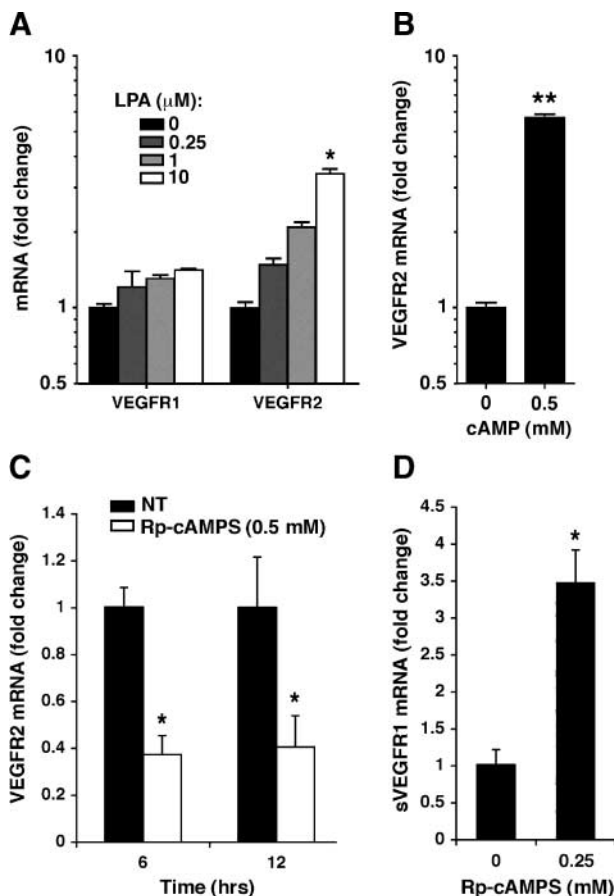 A
mRNA (fold change)
10
1
0.5
LPA (μM):
0
0.25
1
10
*
VEGFR1 VEGFR2
B
VEGFR2 mRNA (fold change)
10
1
0.5
**
0 0.5
cAMP (mM)
C
VEGFR2 mRNA (fold change)
1.4
1.2
1
0.8
0.6
0.4
0.2
0
NT
Rp-cAMPS (0.5 mM)
* *
6 12
Time (hrs)
D
sVEGFR1 mRNA (fold change)
4.5
4
3.5
3
2.5
2
1.5
1
0.5
0
*
0 0.25
Rp-cAMPS (mM)